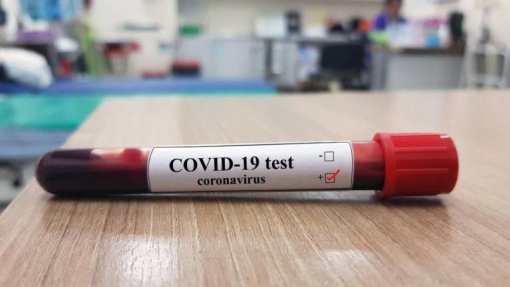 COVID-19 test
coronavirus
- ☐
+ ☑